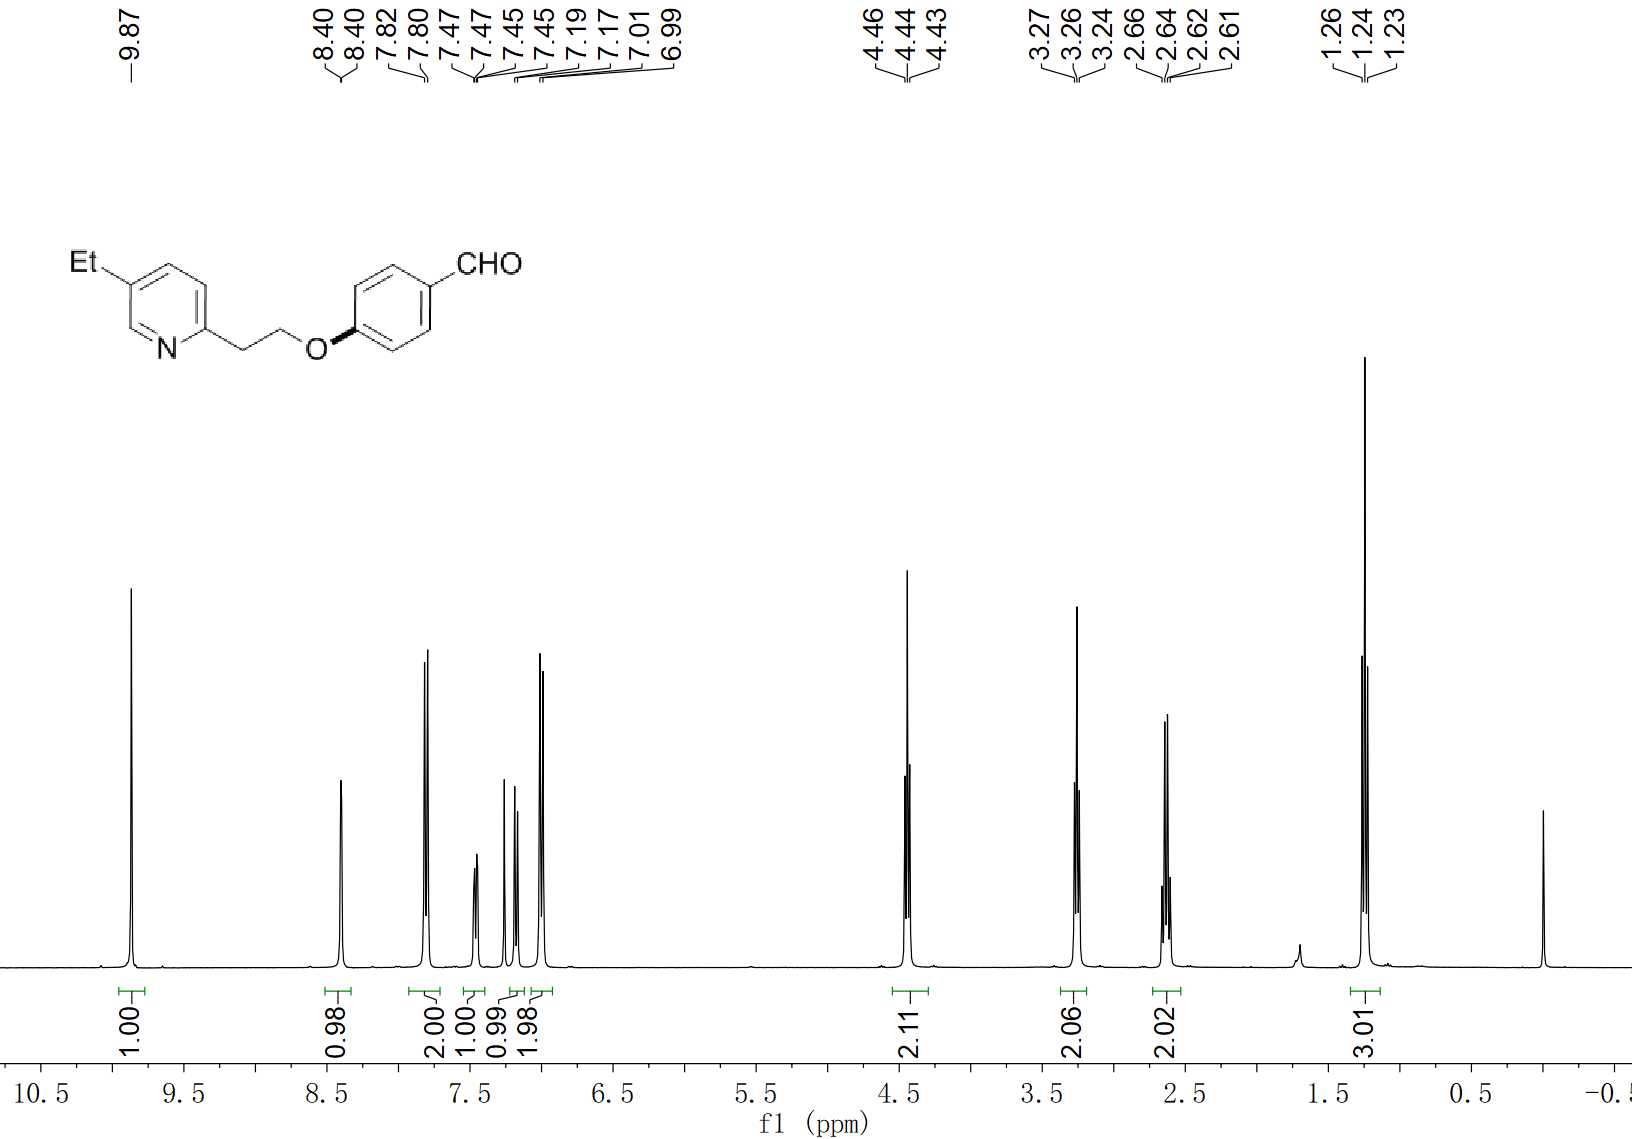 9.87 8.40 8.40 7.82 7.80 7.47 7.47 7.45 7.45 7.19 7.17 7.01 6.99 4.46 4.44 4.43 3.27 3.26 3.24 2.66 2.64 2.62 2.61 1.26 1.24 1.23
Et
CHO
N
O
1.00 0.98 2.00 1.00 0.99 1.98 2.11 2.06 2.02 3.01
10.5 9.5 8.5 7.5 6.5 5.5 4.5 3.5 2.5 1.5 0.5 -0.5
f1 (ppm)